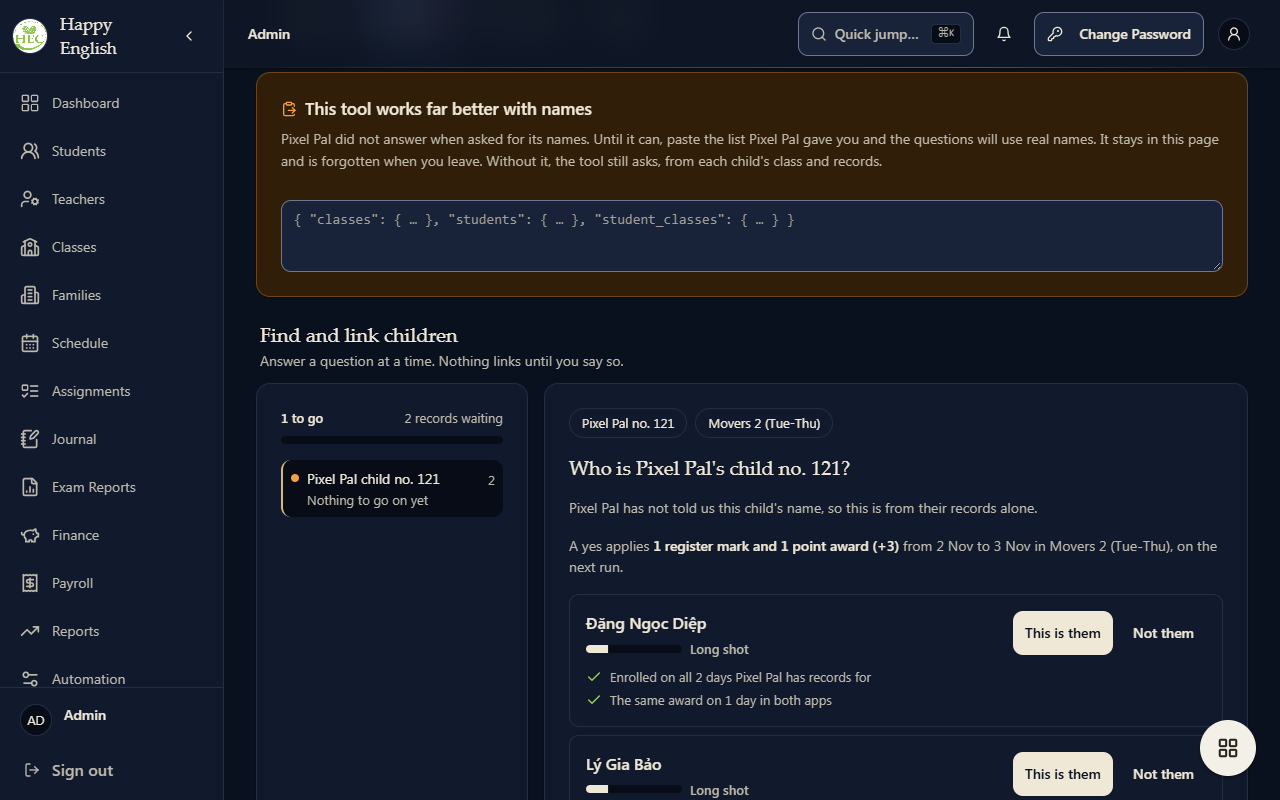 HEC
Happy English
Dashboard
Students
Teachers
Classes
Families
Schedule
Assignments
Journal
Exam Reports
Finance
Payroll
Reports
Automation
AD
Admin
Sign out
Admin
Quick jump... ⌘K
Change Password
This tool works far better with names
Pixel Pal did not answer when asked for its names. Until it can, paste the list Pixel Pal gave you and the questions will use real names. It stays in this page
and is forgotten when you leave. Without it, the tool still asks, from each child's class and records.
{ "classes": { … }, "students": { … }, "student_classes": { … } }
Find and link children
Answer a question at a time. Nothing links until you say so.
1 to go
2 records waiting
Pixel Pal child no. 121
2
Nothing to go on yet
Pixel Pal no. 121
Movers 2 (Tue-Thu)
Who is Pixel Pal's child no. 121?
Pixel Pal has not told us this child's name, so this is from their records alone.
A yes applies 1 register mark and 1 point award (+3) from 2 Nov to 3 Nov in Movers 2 (Tue-Thu), on the
next run.
Đặng Ngọc Diệp
Long shot
This is them
Not them
Enrolled on all 2 days Pixel Pal has records for
The same award on 1 day in both apps
Lý Gia Bảo
Long shot
This is them
Not them